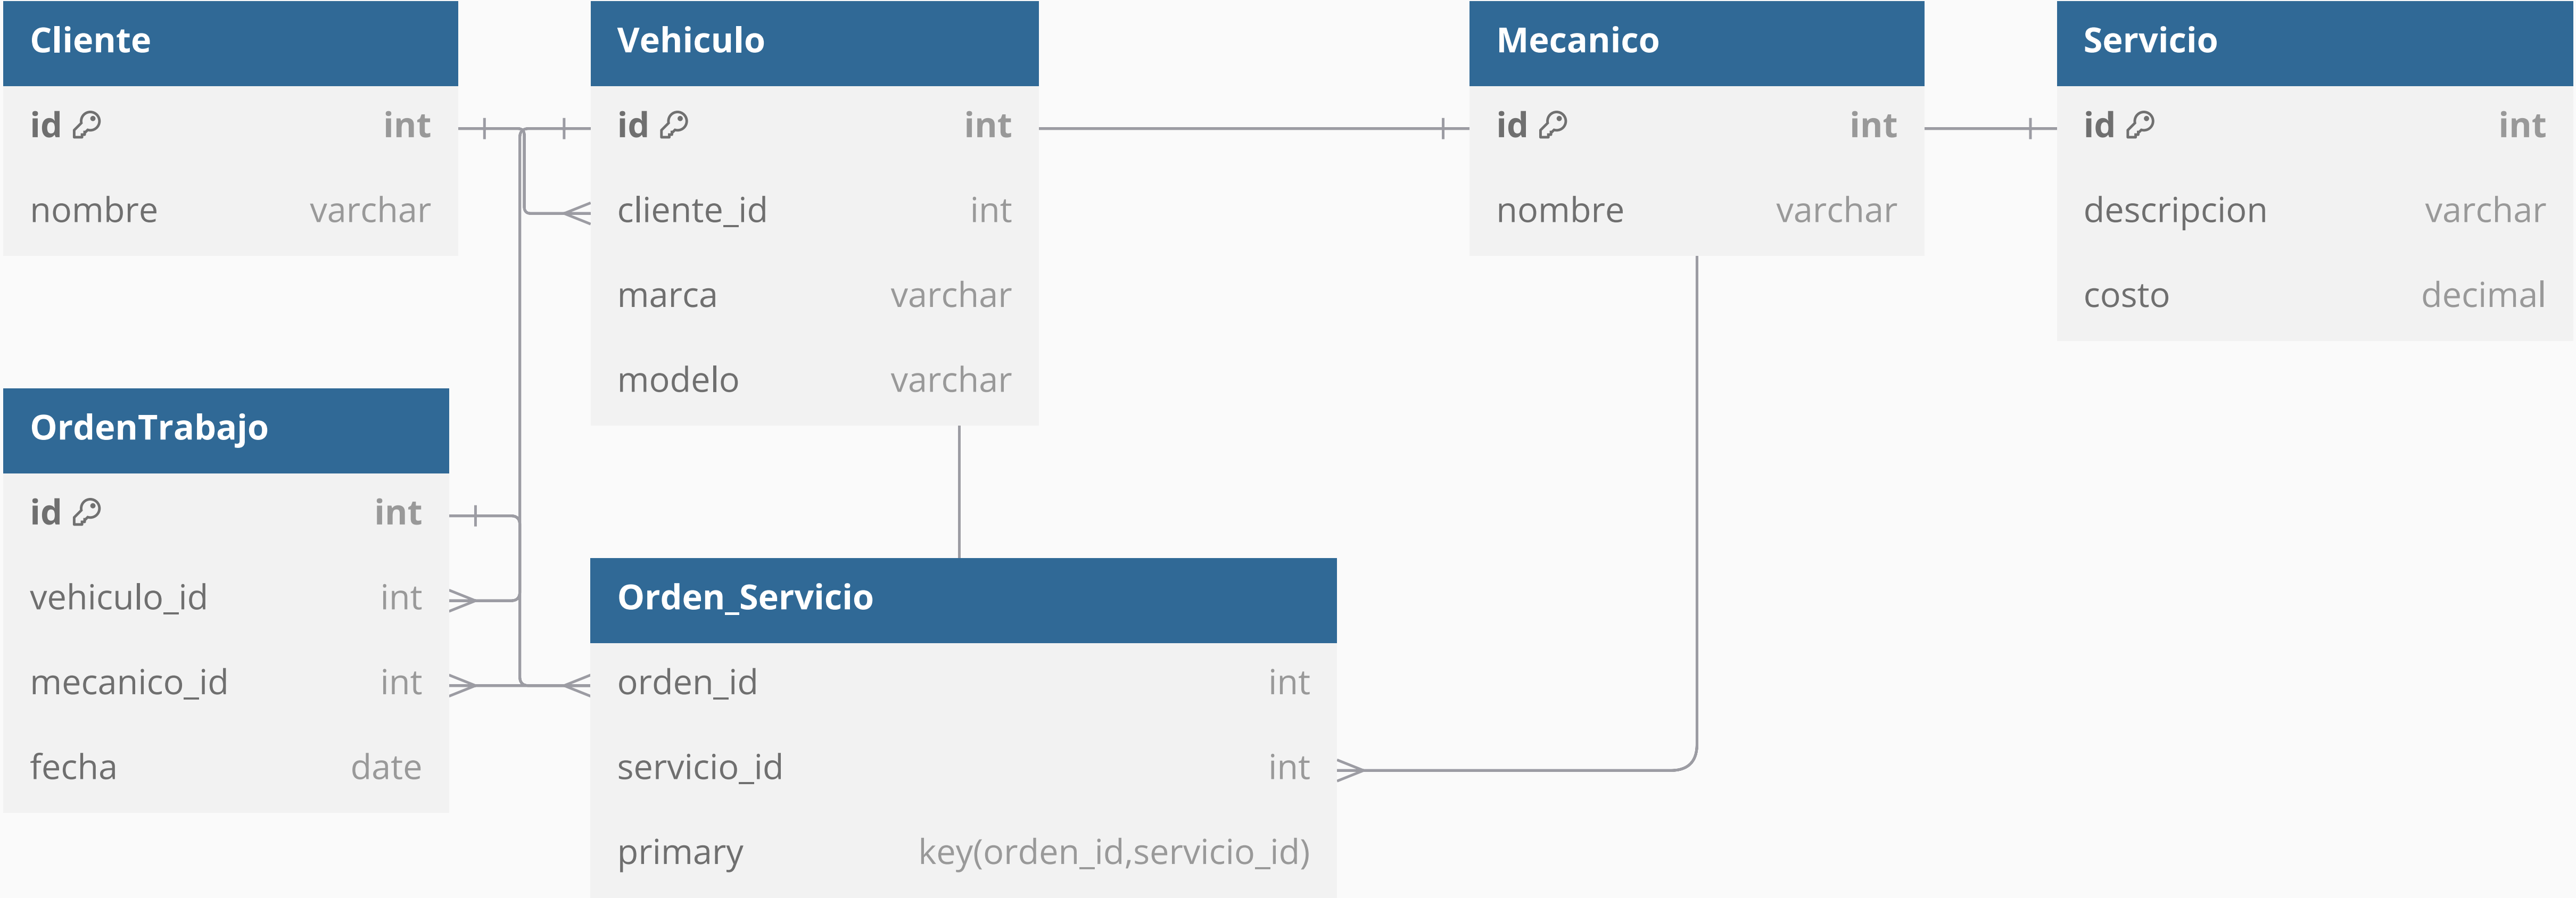 Cliente
id int
nombre varchar
Vehiculo
id int
cliente_id int
marca varchar
modelo varchar
Mecanico
id int
nombre varchar
Servicio
id int
descripcion varchar
costo decimal
OrdenTrabajo
id int
vehiculo_id int
mecanico_id int
fecha date
Orden_Servicio
orden_id int
servicio_id int
primary key(orden_id,servicio_id)